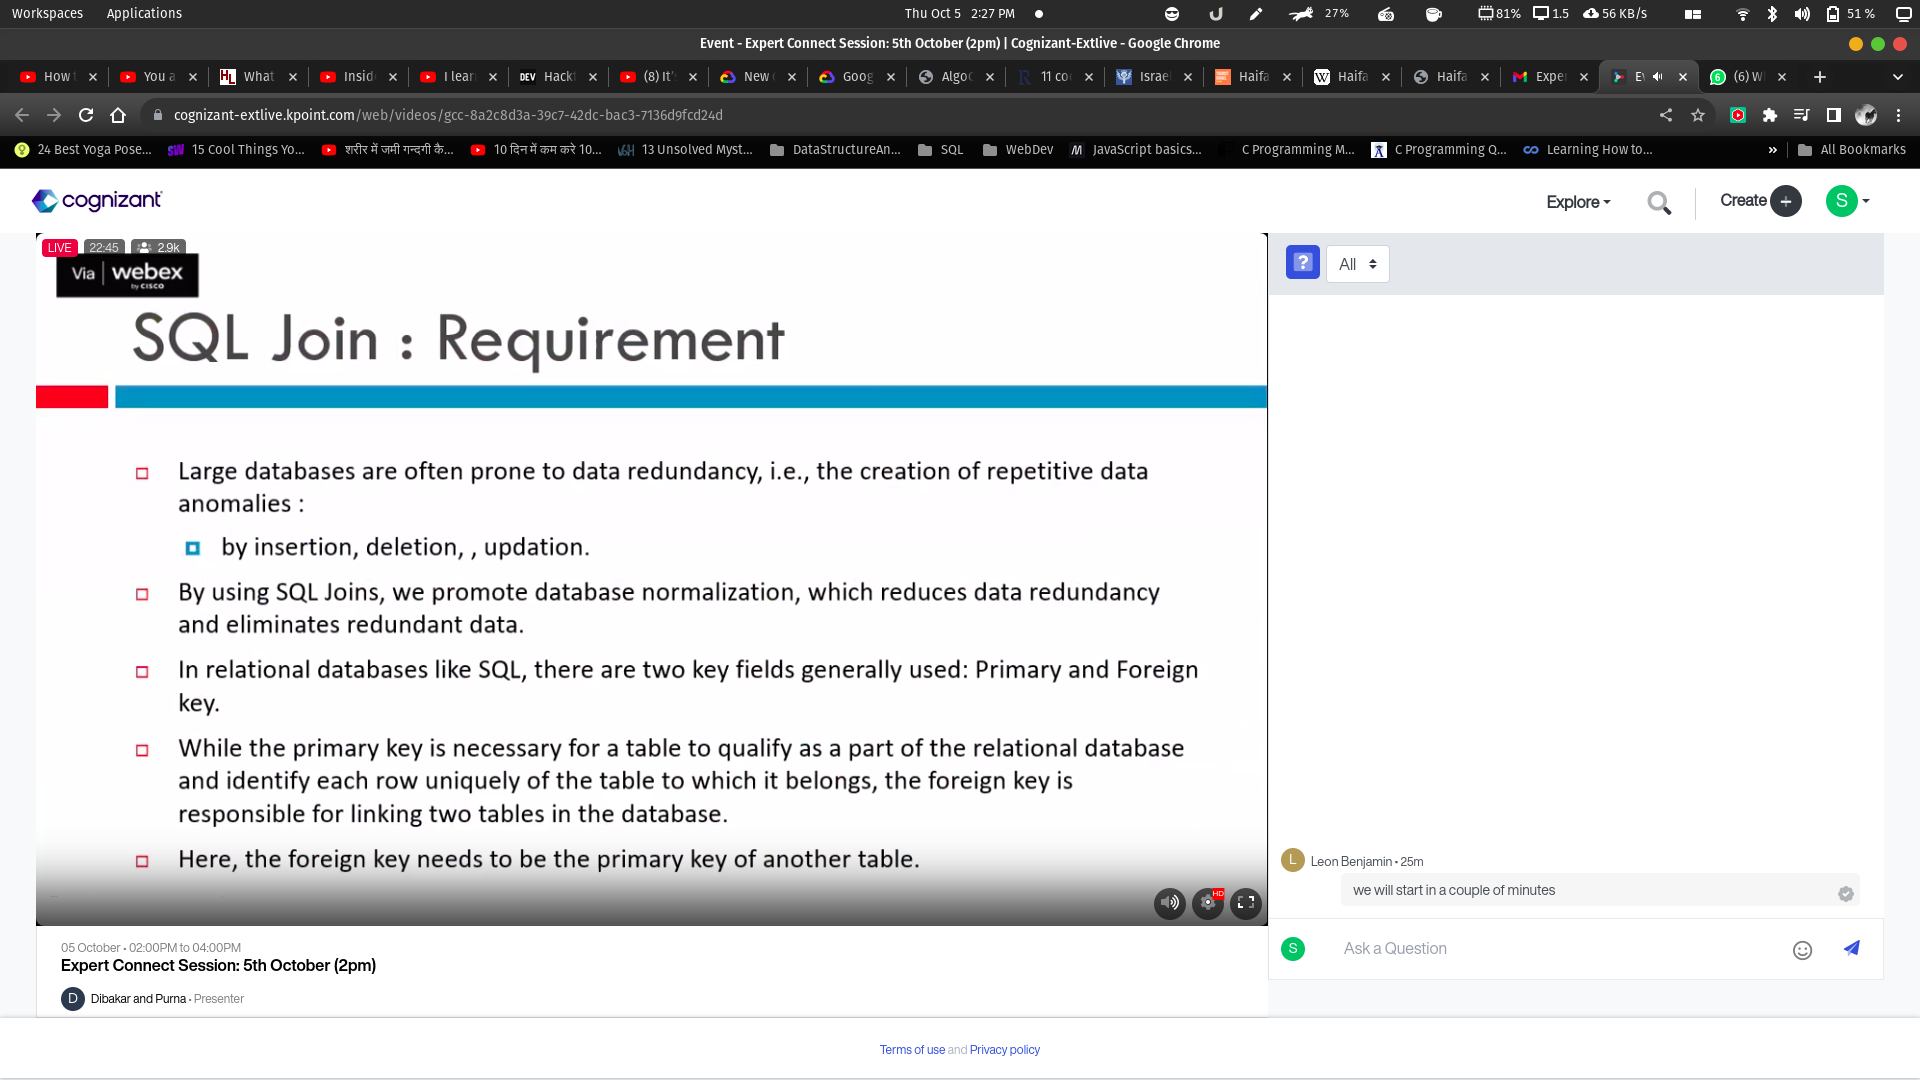 Workspaces Applications Thu Oct 5 2:27 PM 27% 81% 1.5 56 KB/s 51 %
Event - Expert Connect Session: 5th October (2pm) | Cognizant-Extlive - Google Chrome
How t You a What Insid I lear DEV Hackt (8) It' New Goog AlgoC 11 co Israe Haifa Haifa Haifa Exper Ev (6) W
cognizant-extlive.kpoint.com/web/videos/gcc-8a2c8d3a-39c7-42dc-bac3-7136d9fcd24d
24 Best Yoga Pose... 15 Cool Things Yo... शरीर में जमी गन्दगी कै... 10 दिन में कम करे 10... 13 Unsolved Myst... DataStructureAn... SQL WebDev JavaScript basics... C Programming M... C Programming Q... Learning How to... » All Bookmarks
cognizant Explore Create S
LIVE 22:45 2.9k
Via webex
by CISCO
? All
SQL Join : Requirement
Large databases are often prone to data redundancy, i.e., the creation of repetitive data
anomalies :
by insertion, deletion, , updation.
By using SQL Joins, we promote database normalization, which reduces data redundancy
and eliminates redundant data.
In relational databases like SQL, there are two key fields generally used: Primary and Foreign
key.
While the primary key is necessary for a table to qualify as a part of the relational database
and identify each row uniquely of the table to which it belongs, the foreign key is
responsible for linking two tables in the database.
Here, the foreign key needs to be the primary key of another table.
HD
L Leon Benjamin • 25m
we will start in a couple of minutes
S Ask a Question
05 October • 02:00PM to 04:00PM
Expert Connect Session: 5th October (2pm)
D Dibakar and Purna • Presenter
Terms of use and Privacy policy